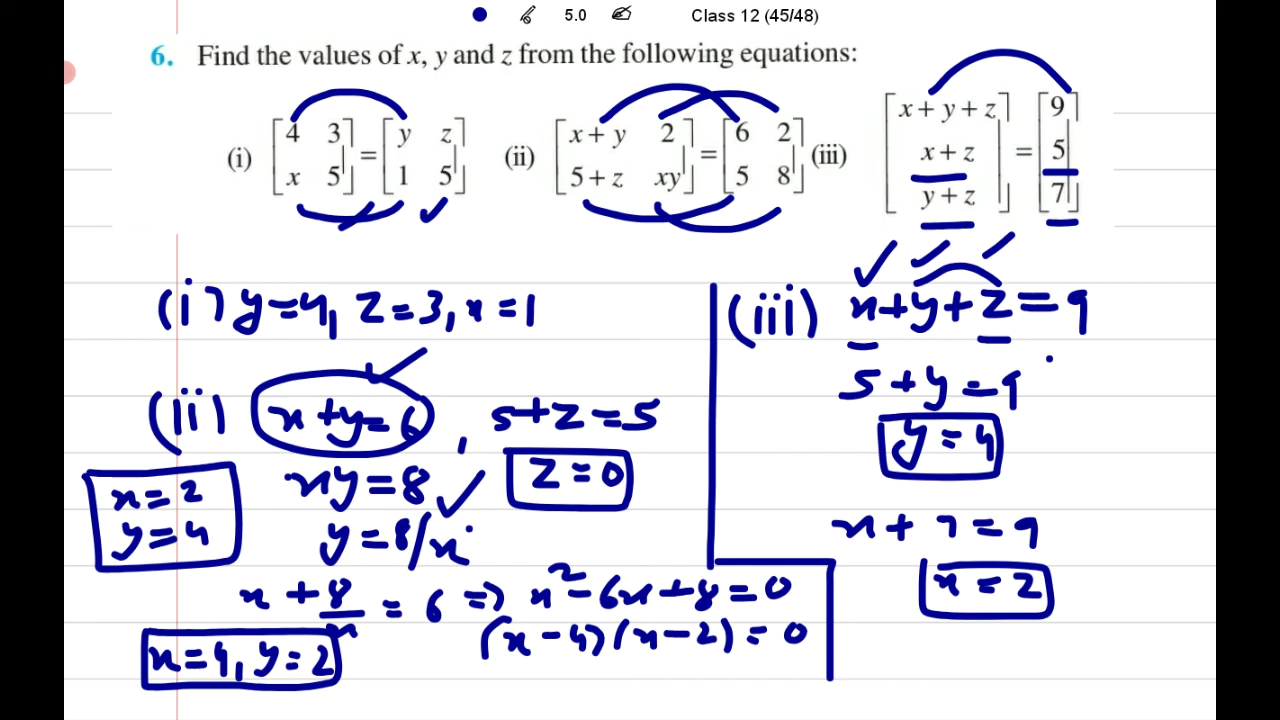 5.0 Class 12 (45/48)
6. Find the values of x, y and z from the following equations:
(i) [4 3 x 5] = [y z 1 5] (ii) [x + y 2 5 + z xy] = [6 2 5 8] (iii) [x + y + z x + z y + z] = [9 5 7]
(i) y=4, z=3, x=1
(ii) x+y=6, 5+z=5
xy=8 z=0
x=2
y=4
y=8/x
x+8/x=6 => x²-6x+8=0
(x-4)(x-2)=0
x=4, y=2
(iii) x+y+z=9
5+y=9
y=4
x+7=9
x=2